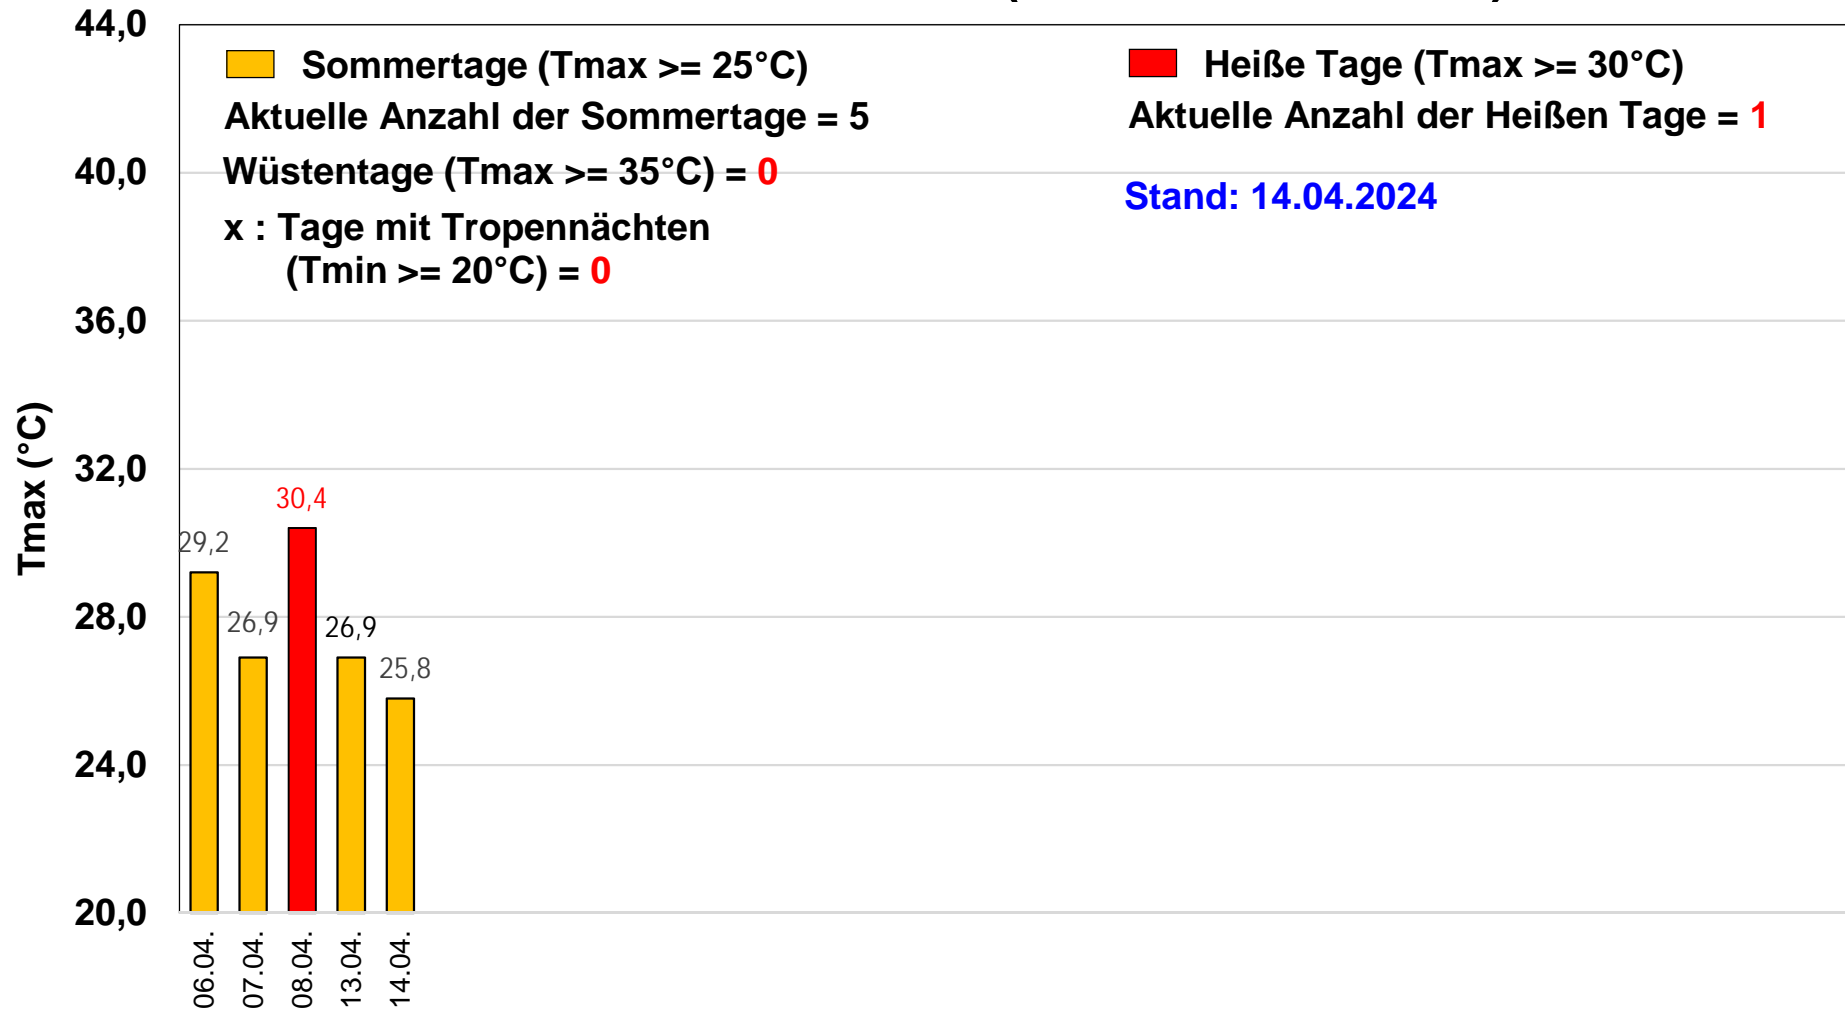 44,0
Sommertage (Tmax >= 25°C)
Heiße Tage (Tmax >= 30°C)
Aktuelle Anzahl der Sommertage = 5
Aktuelle Anzahl der Heißen Tage = 1
40,0
Wüstentage (Tmax >= 35°C) = 0
Stand: 14.04.2024
x : Tage mit Tropennächten
(Tmin >= 20°C) = 0
36,0
Tmax (°C)
32,0
30,4
29,2
28,0
26,9
26,9
25,8
24,0
20,0
06.04.
07.04.
08.04.
13.04.
14.04.